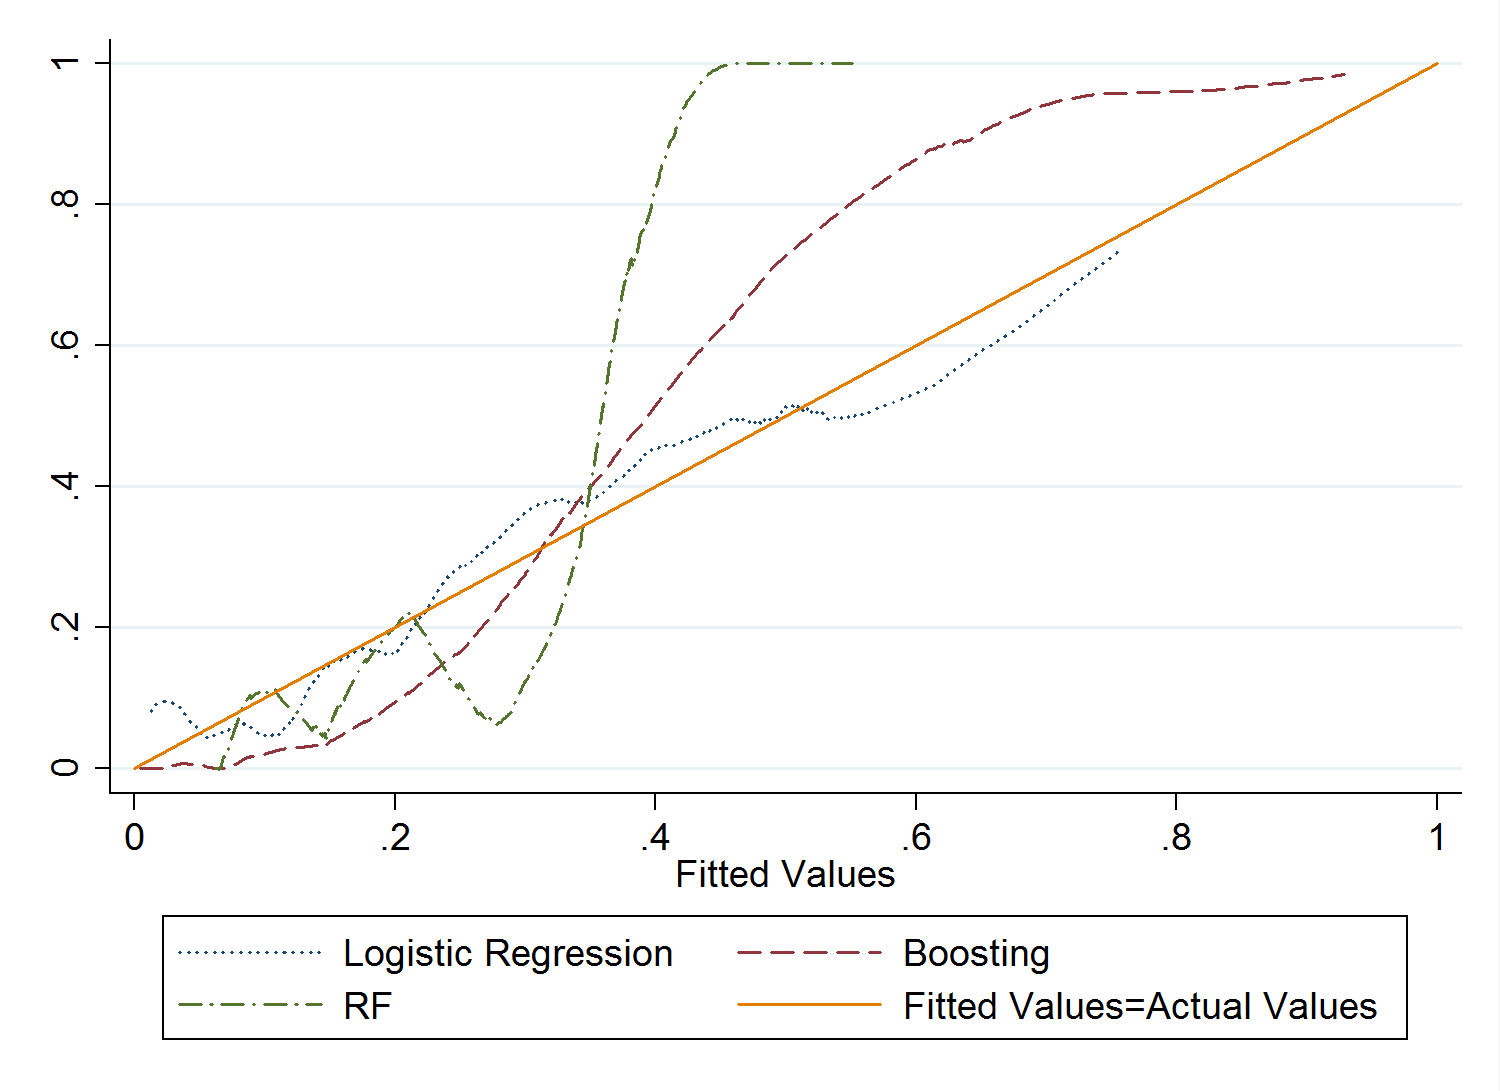 1
.8
.6
.4
.2
0
0 .2 .4 .6 .8 1
Fitted Values
Logistic Regression Boosting
RF Fitted Values=Actual Values